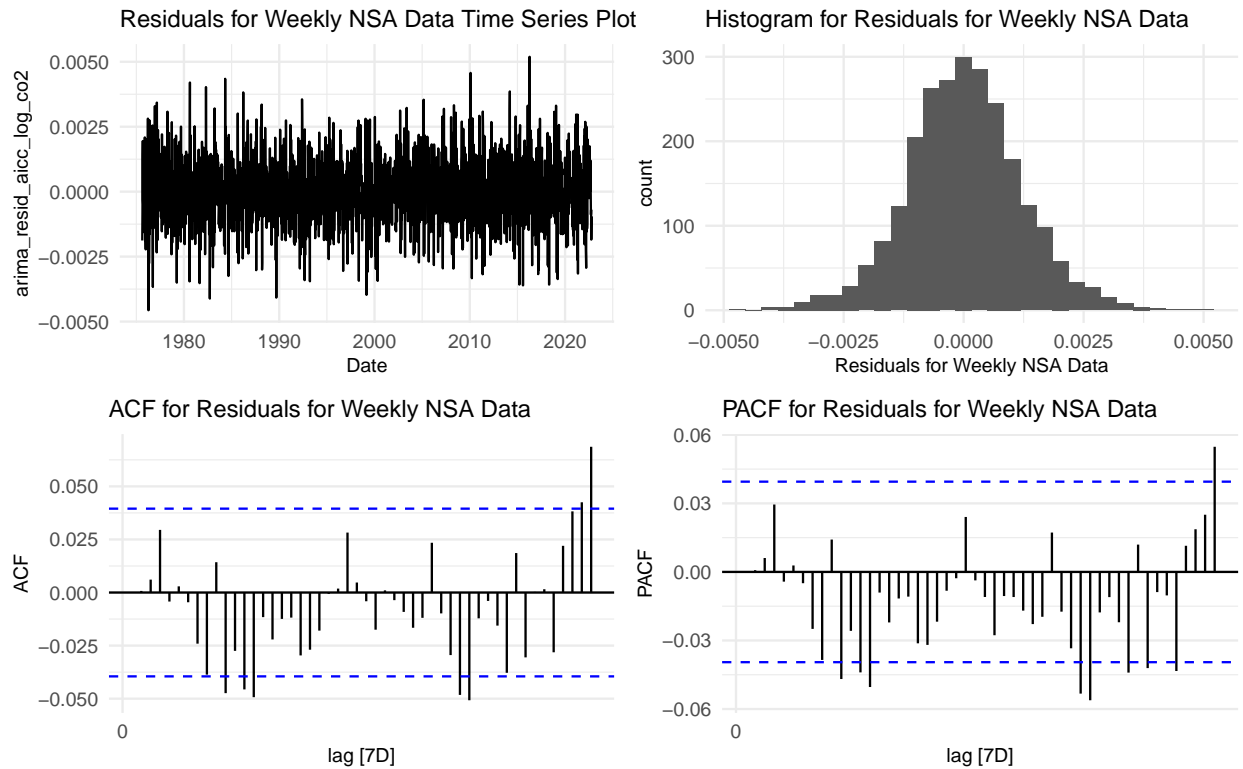 Residuals for Weekly NSA Data Time Series Plot
arima_resid_aicc_log_co2
0.0050
0.0025
0.0000
−0.0025
−0.0050
1980 1990 2000 2010 2020
Date
Histogram for Residuals for Weekly NSA Data
count
300
200
100
0
−0.0050 −0.0025 0.0000 0.0025 0.0050
Residuals for Weekly NSA Data
ACF for Residuals for Weekly NSA Data
ACF
0.050
0.025
0.000
−0.025
−0.050
0
lag [7D]
PACF for Residuals for Weekly NSA Data
PACF
0.06
0.03
0.00
−0.03
−0.06
0
lag [7D]